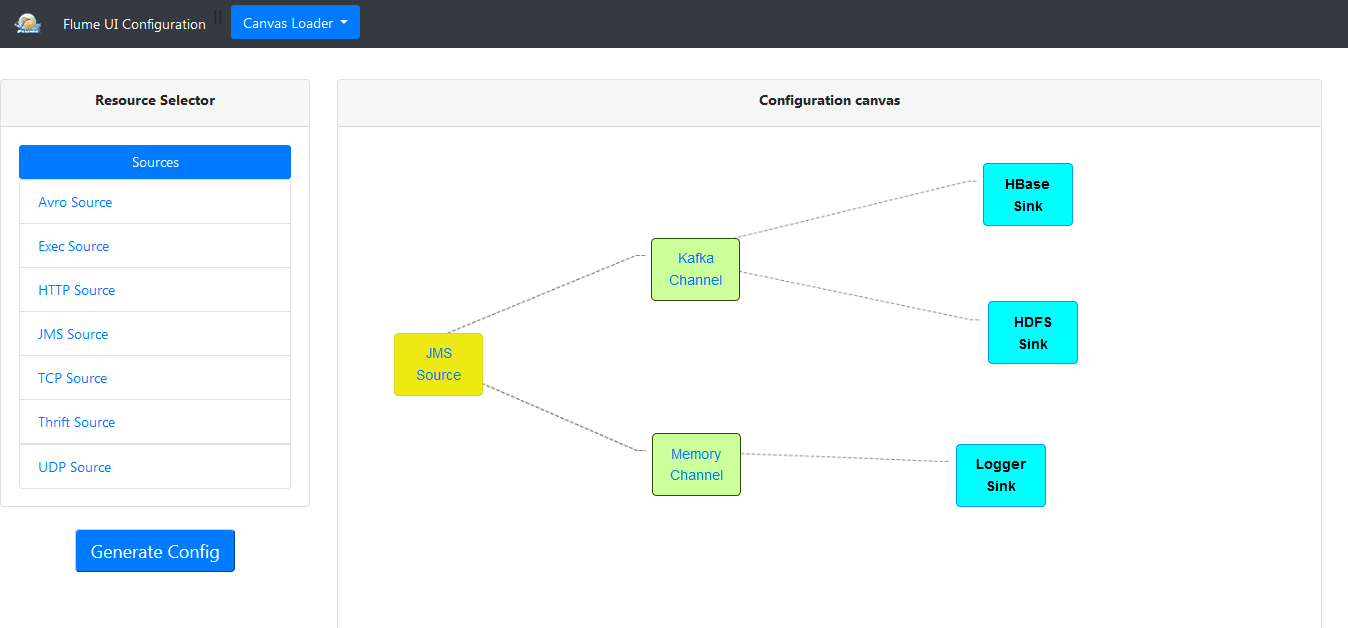 Flume UI Configuration
Canvas Loader
Resource Selector
Sources
Avro Source
Exec Source
HTTP Source
JMS Source
TCP Source
Thrift Source
UDP Source
Generate Config
Configuration canvas
JMS
Source
Kafka
Channel
Memory
Channel
HBase
Sink
HDFS
Sink
Logger
Sink